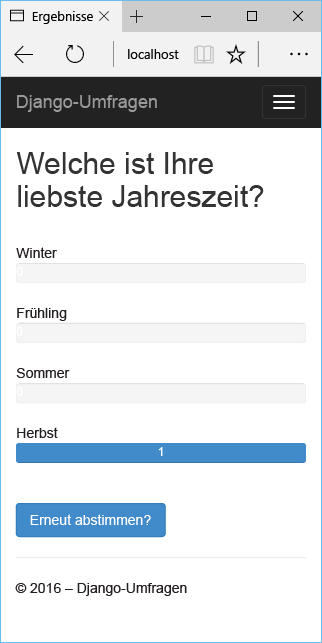 Ergebnisse
localhost
Django-Umfragen
Welche ist Ihre
liebste Jahreszeit?
Winter
0
Frühling
0
Sommer
0
Herbst
1
Erneut abstimmen?
© 2016 – Django-Umfragen